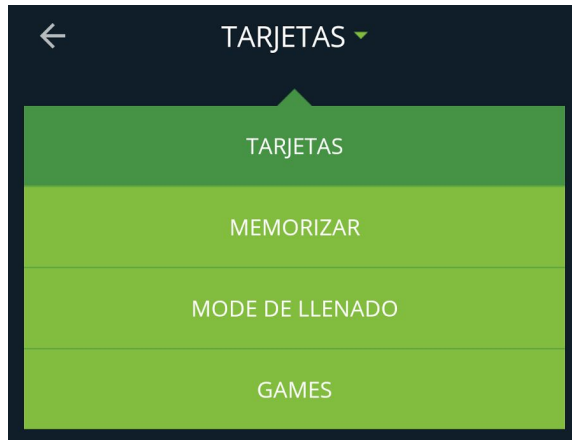 TARJETAS
TARJETAS
MEMORIZAR
MODE DE LLENADO
GAMES